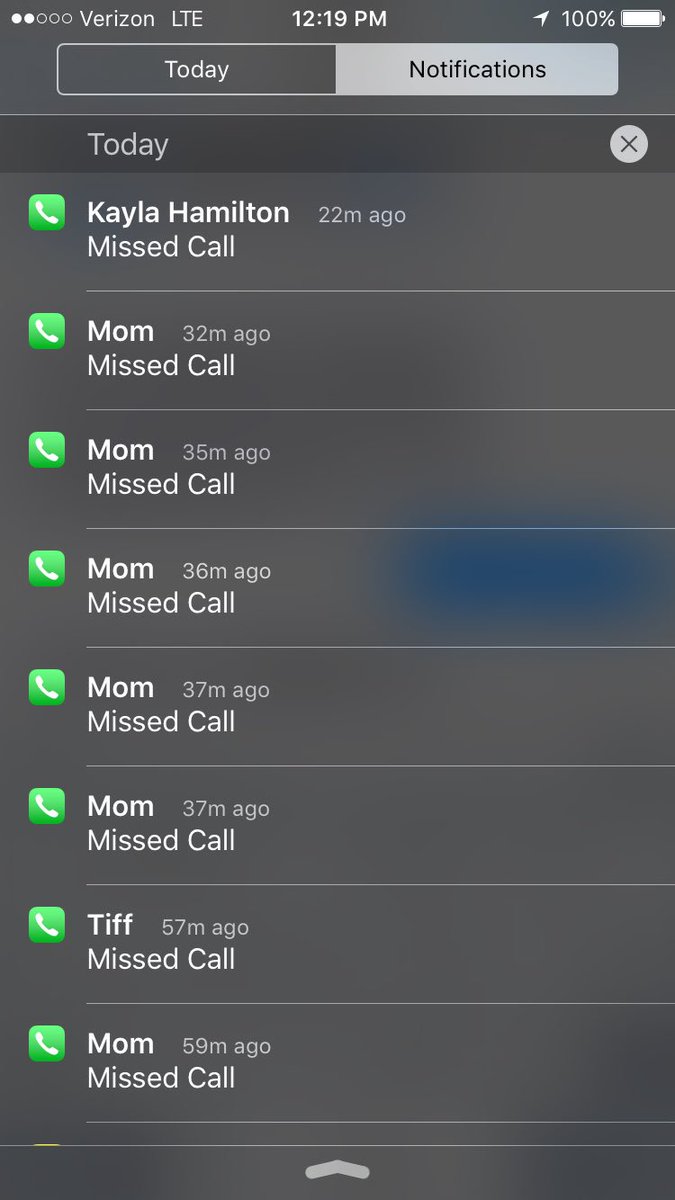 Verizon LTE 12:19 PM 100%
Today Notifications
Today
Kayla Hamilton 22m ago
Missed Call
Mom 32m ago
Missed Call
Mom 35m ago
Missed Call
Mom 36m ago
Missed Call
Mom 37m ago
Missed Call
Mom 37m ago
Missed Call
Tiff 57m ago
Missed Call
Mom 59m ago
Missed Call